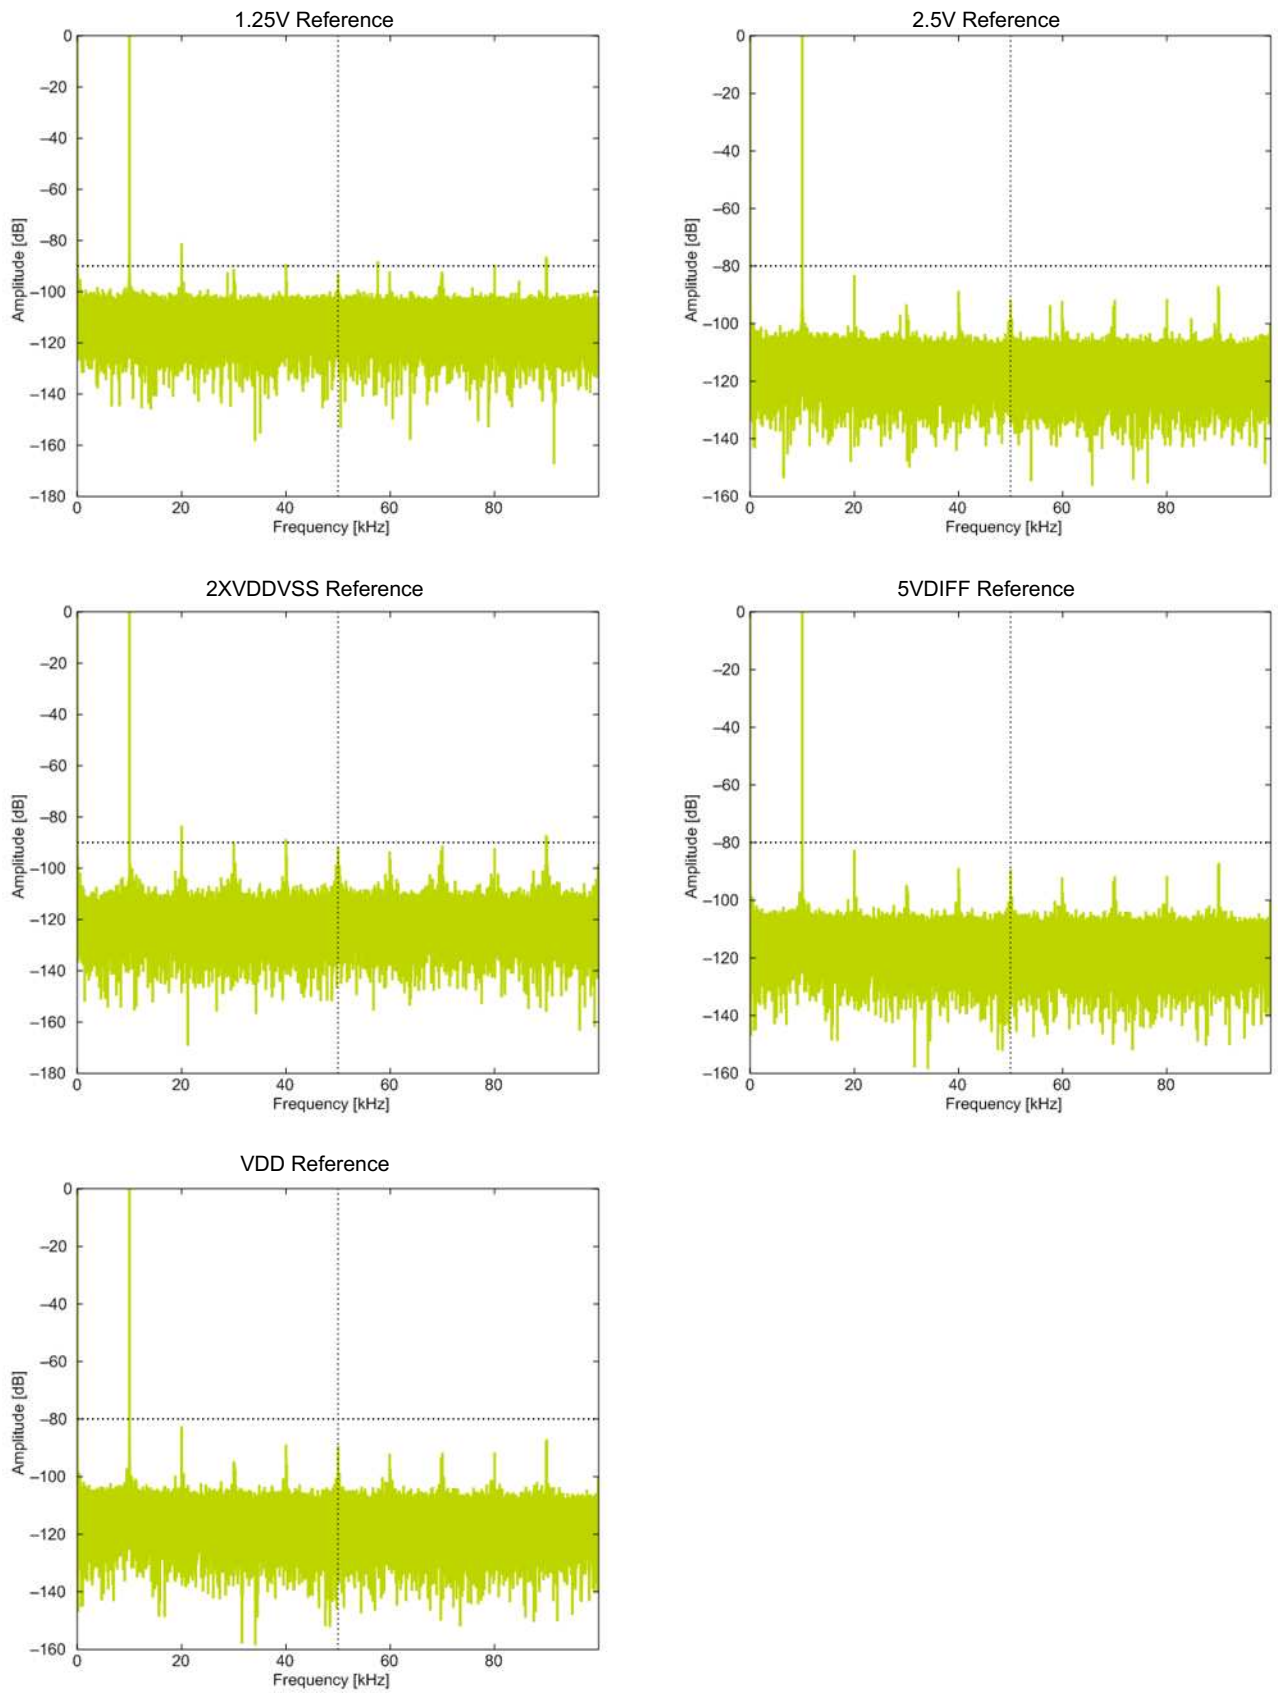 1.25V Reference
0
–20
–40
–60
–80
–100
–120
–140
–160
–180
Amplitude [dB]
0 20 40 60 80
Frequency [kHz]
2.5V Reference
0
–20
–40
–60
–80
–100
–120
–140
–160
Amplitude [dB]
0 20 40 60 80
Frequency [kHz]
2XVDDVSS Reference
0
–20
–40
–60
–80
–100
–120
–140
–160
–180
Amplitude [dB]
0 20 40 60 80
Frequency [kHz]
5VDIFF Reference
0
–20
–40
–60
–80
–100
–120
–140
–160
Amplitude [dB]
0 20 40 60 80
Frequency [kHz]
VDD Reference
0
–20
–40
–60
–80
–100
–120
–140
–160
Amplitude [dB]
0 20 40 60 80
Frequency [kHz]